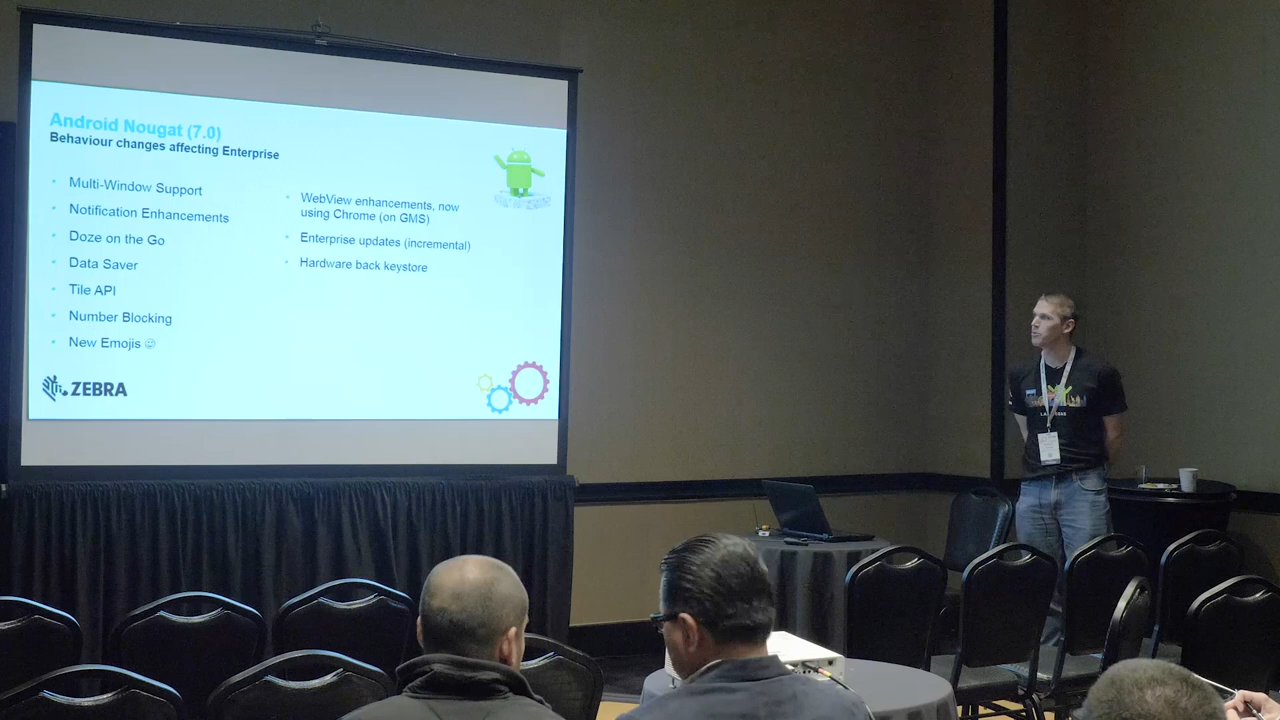 Android Nougat (7.0)
Behaviour changes affecting Enterprise
Multi-Window Support
Notification Enhancements
Doze on the Go
Data Saver
Tile API
Number Blocking
New Emojis ☺
WebView enhancements, now
using Chrome (on GMS)
Enterprise updates (incremental)
Hardware back keystore
ZEBRA